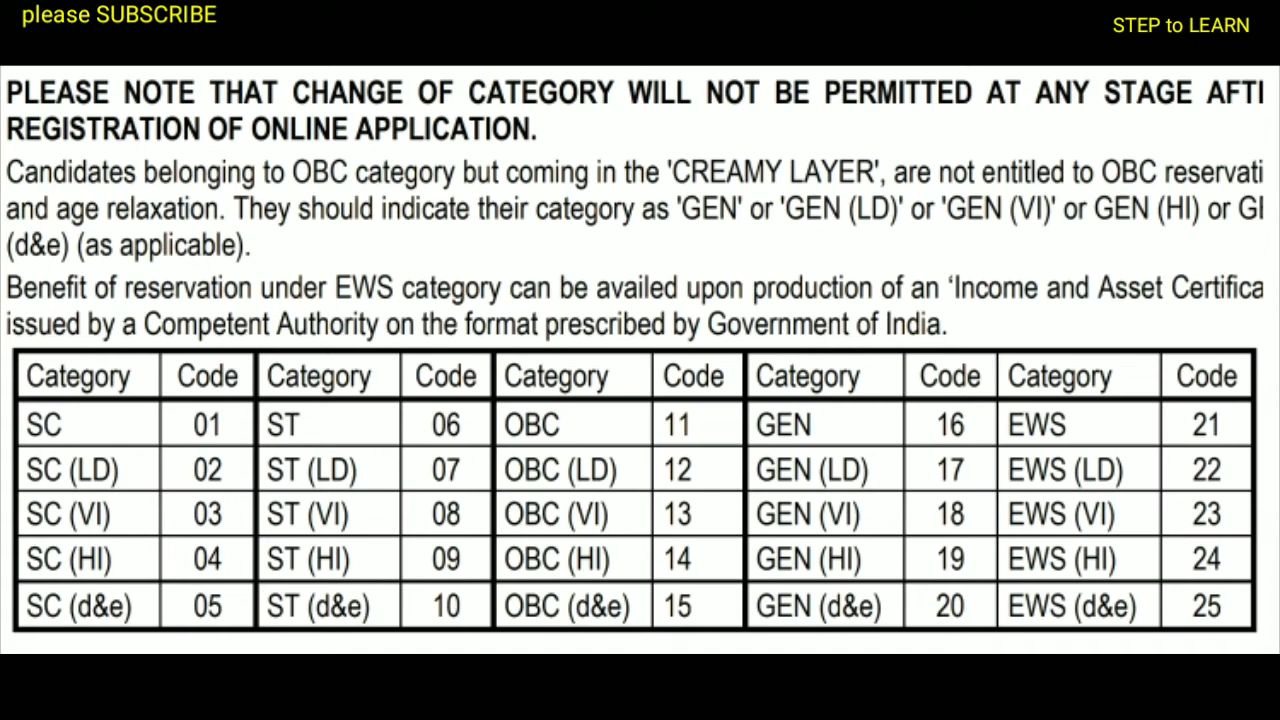 please SUBSCRIBE
STEP to LEARN
PLEASE NOTE THAT CHANGE OF CATEGORY WILL NOT BE PERMITTED AT ANY STAGE
REGISTRATION OF ONLINE APPLICATION.
Candidates belonging to OBC category but coming in the 'CREAMY LAYER', are not entitled to OBC
and age relaxation. They should indicate their category as 'GEN' or 'GEN (LD)' or 'GEN (VI)' or GEN (HI) or
(d&e) (as applicable).
Benefit of reservation under EWS category can be availed upon production of an ‘Income and Asset
issued by a Competent Authority on the format prescribed by Government of India.
Category Code Category Code Category Code Category Code Category Code
SC 01 ST 06 OBC 11 GEN 16 EWS 21
SC (LD) 02 ST (LD) 07 OBC (LD) 12 GEN (LD) 17 EWS (LD) 22
SC (VI) 03 ST (VI) 08 OBC (VI) 13 GEN (VI) 18 EWS (VI) 23
SC (HI) 04 ST (HI) 09 OBC (HI) 14 GEN (HI) 19 EWS (HI) 24
SC (d&e) 05 ST (d&e) 10 OBC (d&e) 15 GEN (d&e) 20 EWS (d&e) 25